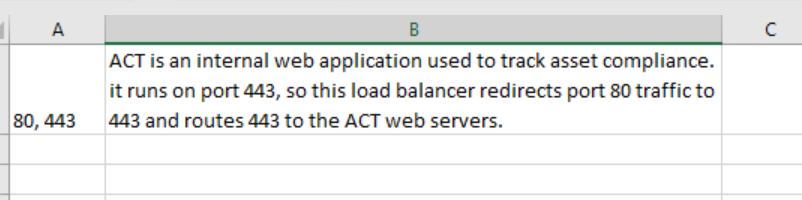 A B C
ACT is an internal web application used to track asset compliance.
it runs on port 443, so this load balancer redirects port 80 traffic to
80, 443 443 and routes 443 to the ACT web servers.